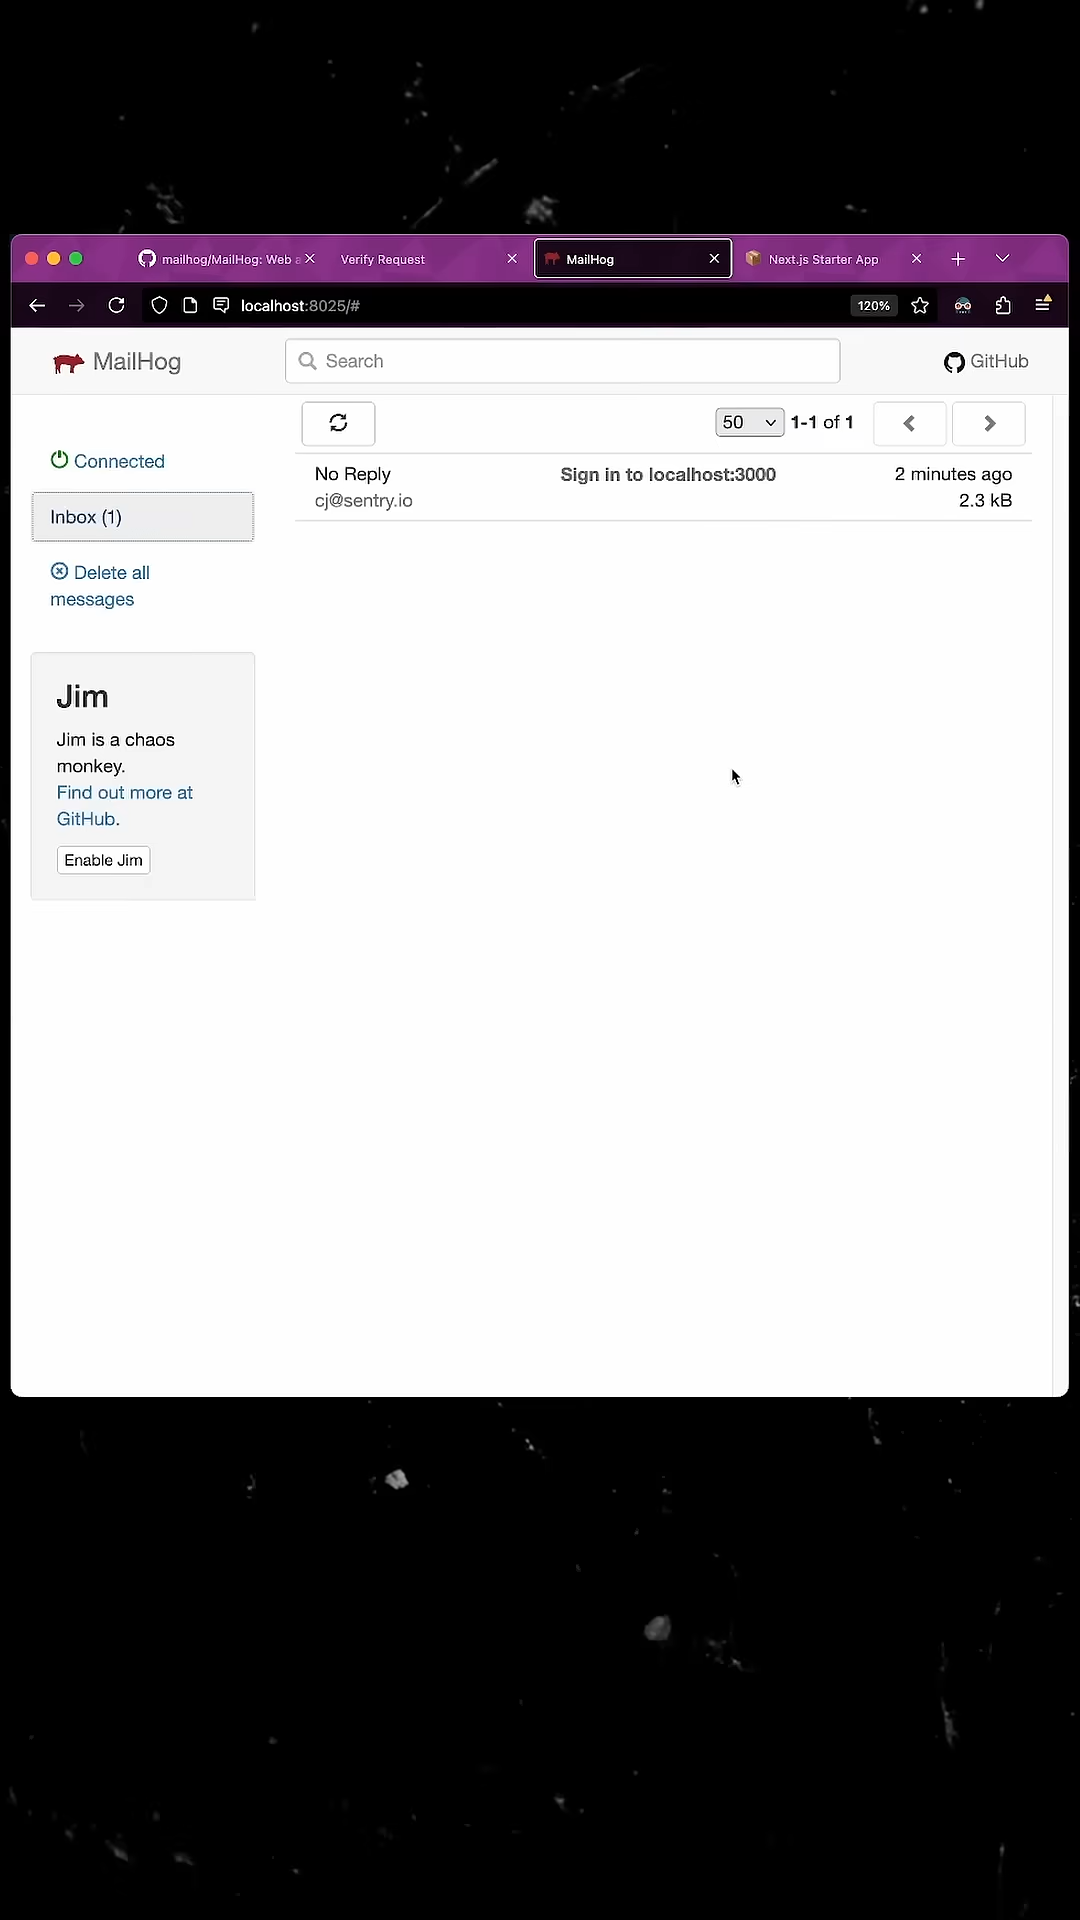 mailhog/MailHog: Web a
Verify Request
MailHog
Next.js Starter App
localhost:8025/#
120%
MailHog
Search
GitHub
50
1-1 of 1
Connected
No Reply
Sign in to localhost:3000
2 minutes ago
cj@sentry.io
2.3 kB
Inbox (1)
Delete all
messages
Jim
Jim is a chaos
monkey.
Find out more at
GitHub.
Enable Jim